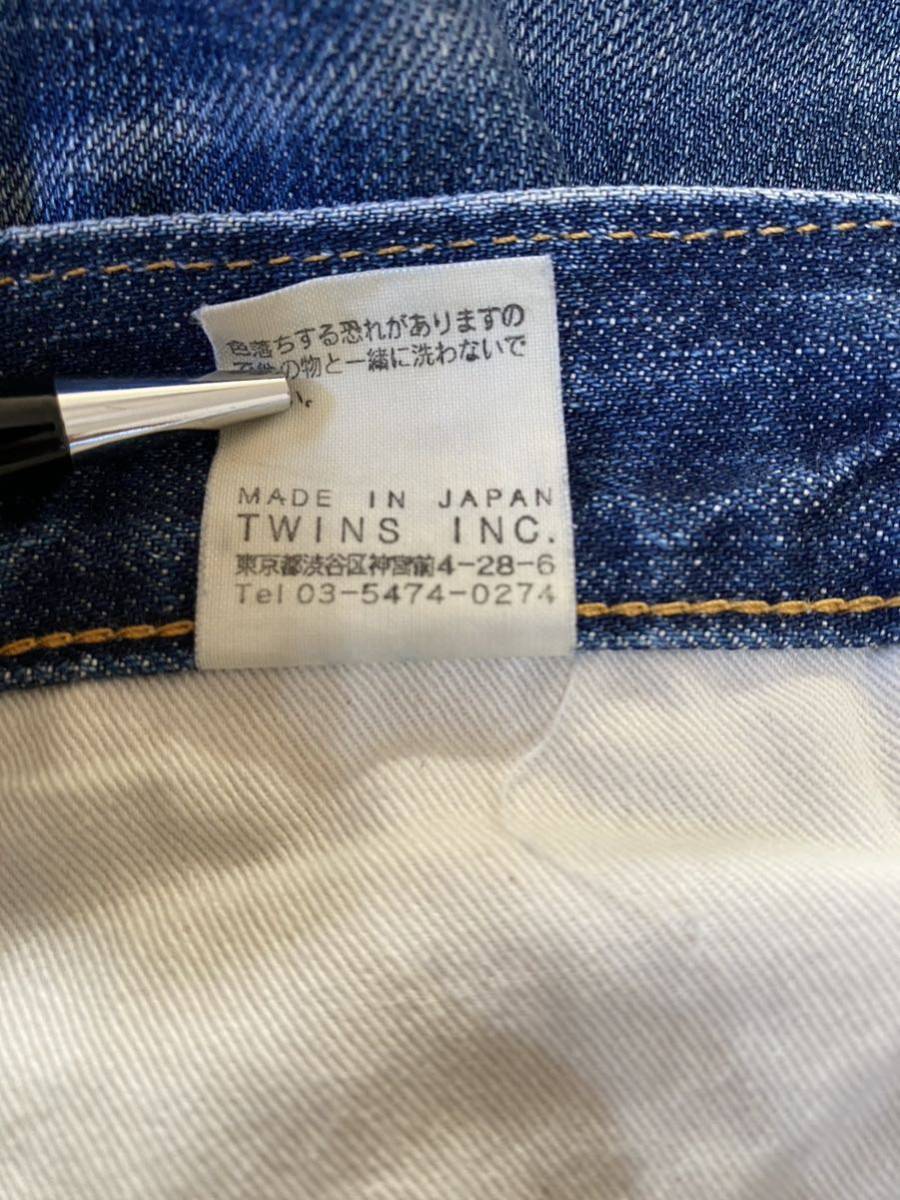 色落ちする恐れがありますの
の物と一緒に洗わないで
い。
MADE IN JAPAN
TWINS INC.
東京都渋谷区神宮前4-28-6
Tel 03-5474-0274